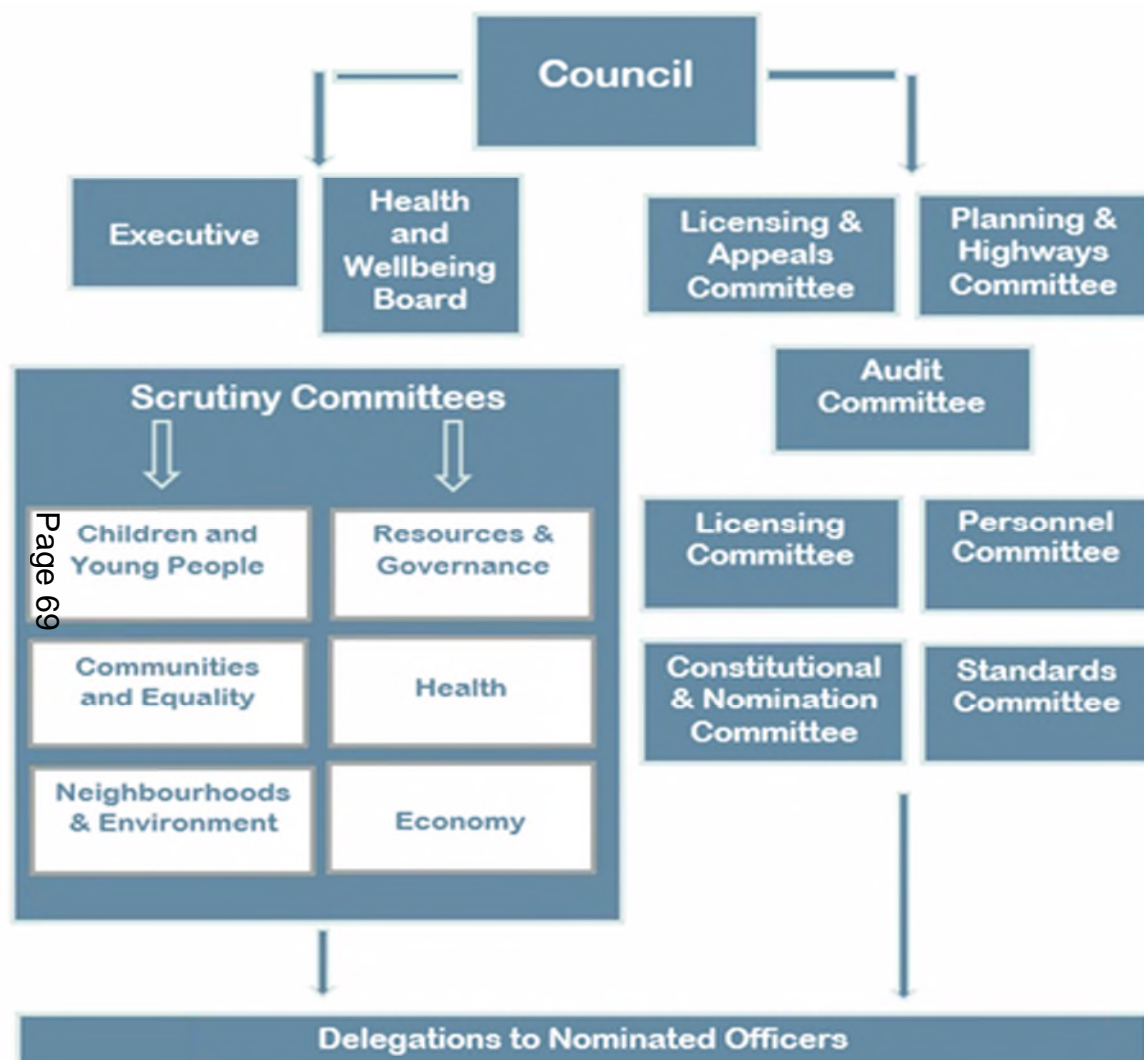 Council
Executive
Health
and
Wellbeing
Board
Licensing &
Appeals
Committee
Planning &
Highways
Committee
Audit
Committee
Scrutiny Committees
Children and
Young People
Resources &
Governance
Communities
and Equality
Health
Neighbourhoods
& Environment
Economy
Licensing
Committee
Personnel
Committee
Constitutional
& Nomination
Committee
Standards
Committee
Delegations to Nominated Officers
Page 69